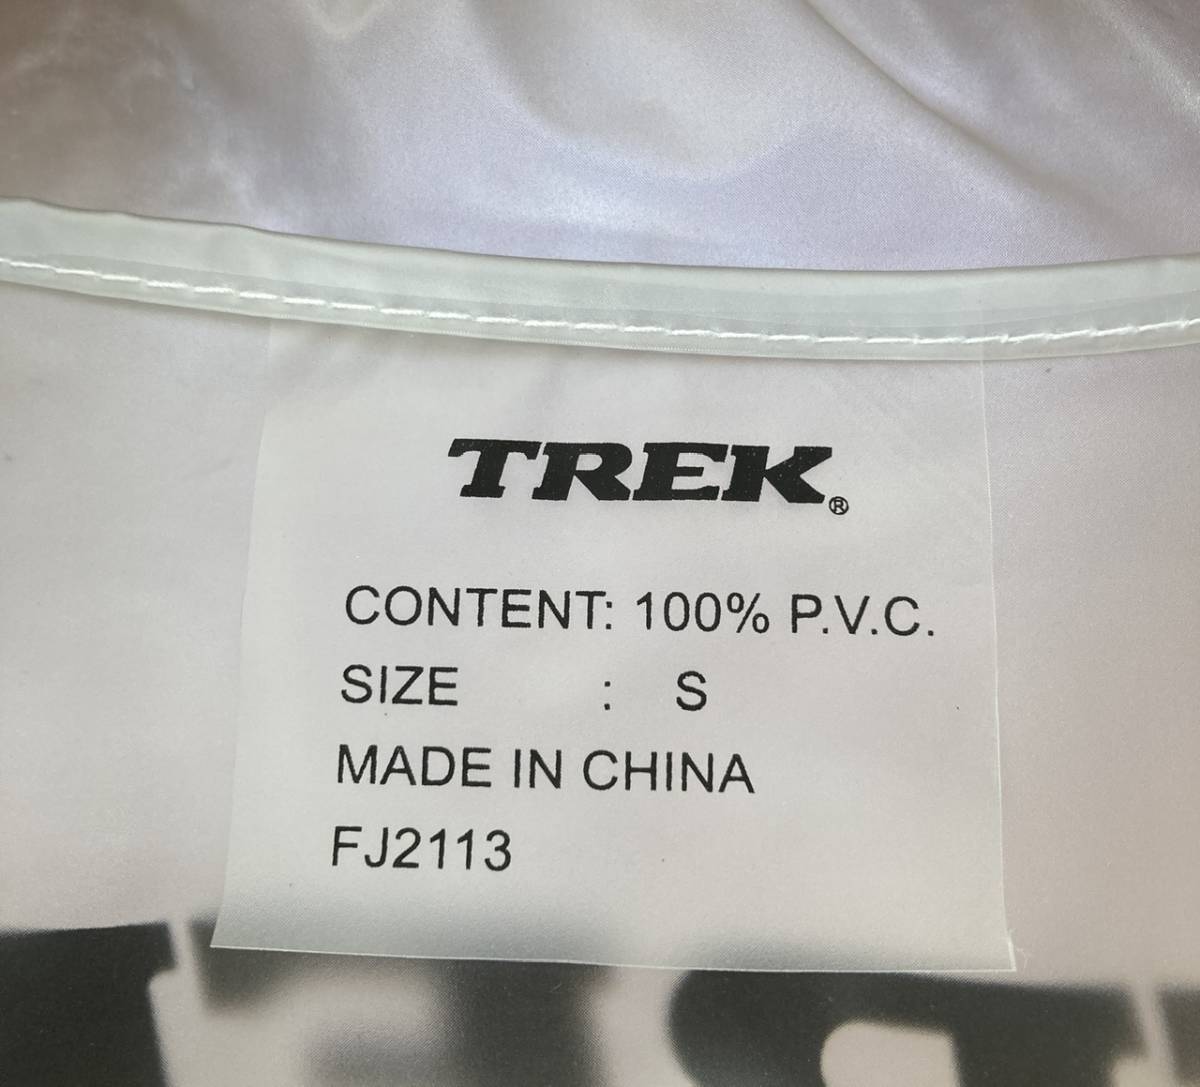 TREK®
CONTENT: 100% P.V.C.
SIZE : S
MADE IN CHINA
FJ2113